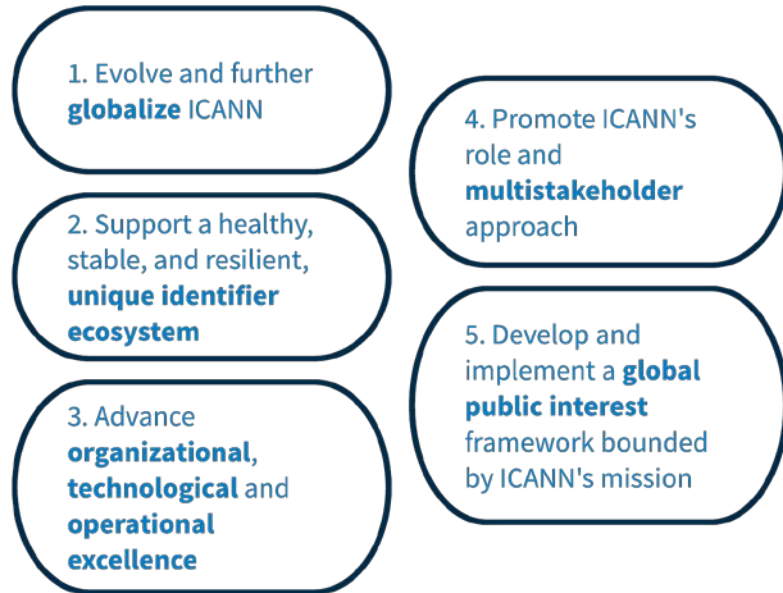 1. Evolve and further
globalize ICANN
2. Support a healthy,
stable, and resilient,
unique identifier
ecosystem
3. Advance
organizational,
technological and
operational
excellence
4. Promote ICANN's
role and
multistakeholder
approach
5. Develop and
implement a global
public interest
framework bounded
by ICANN's mission